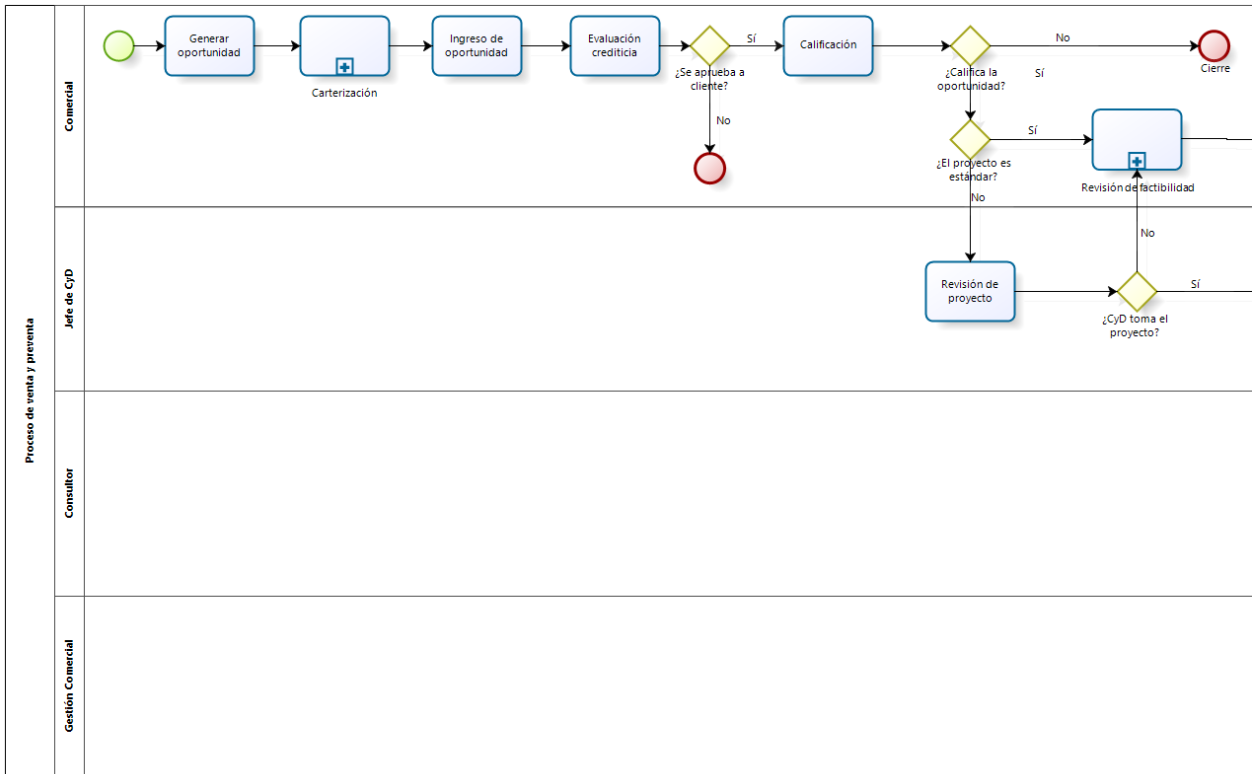 Proceso de venta y preventa
Comercial
Generar
oportunidad
Carterización
Ingreso de
oportunidad
Evaluación
crediticia
¿Se aprueba a
cliente?
Sí
No
Calificación
¿Califica la
oportunidad?
No
Cierre
Sí
¿El proyecto es
estándar?
Sí
Revisión de factibilidad
No
Jefe de CyD
Revisión de
proyecto
No
¿CyD toma el
proyecto?
Sí
Consultor
Gestión Comercial